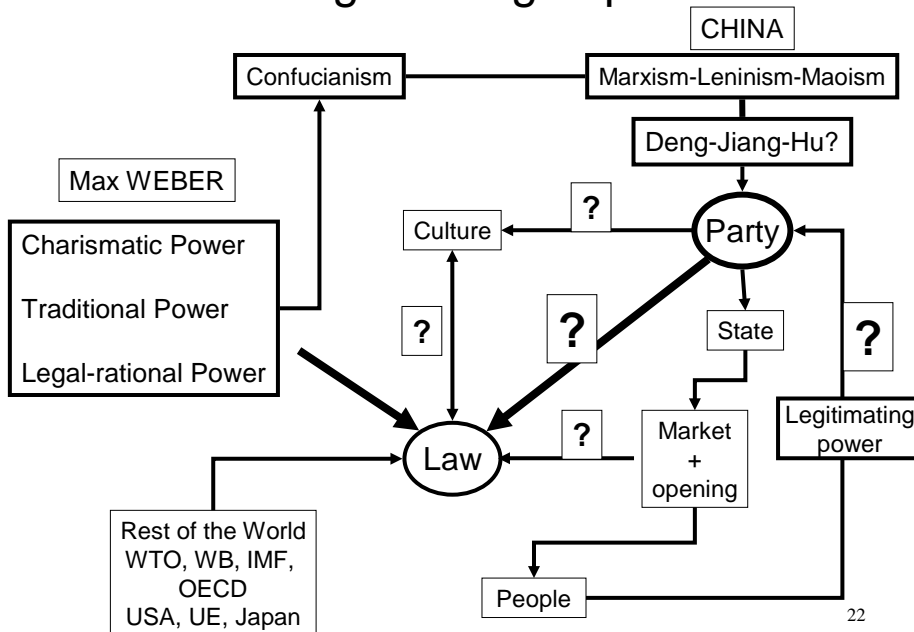 CHINA
Confucianism
Marxism-Leninism-Maoism
Deng-Jiang-Hu?
Max WEBER
Charismatic Power
Traditional Power
Legal-rational Power
Culture
?
Party
?
?
State
?
Law
?
Market
+
opening
Legitimating
power
Rest of the World
WTO, WB, IMF,
OECD
USA, UE, Japan
People
22